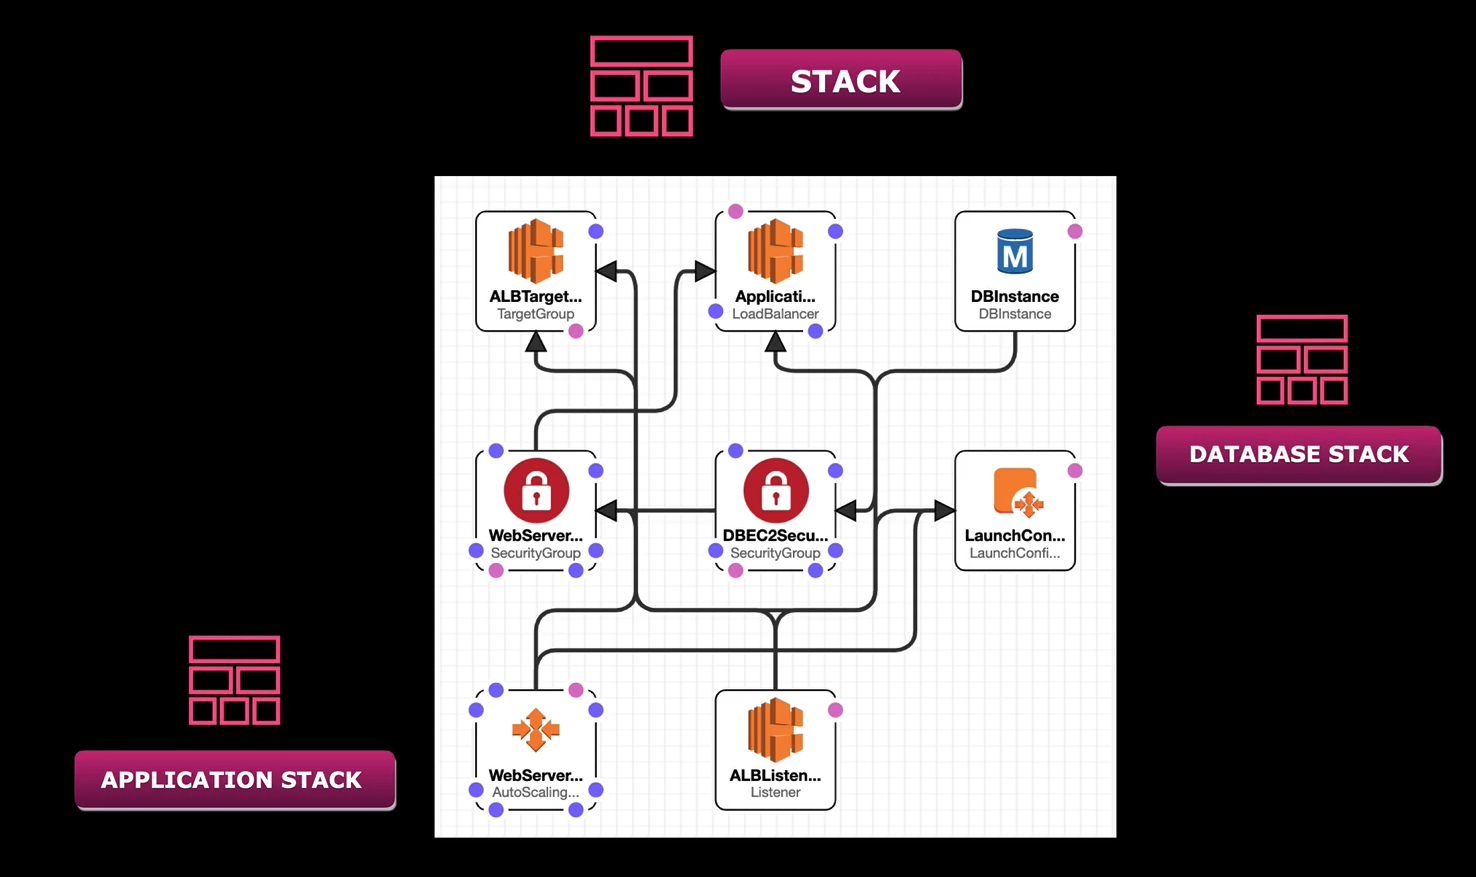 STACK
ALBTarget...
TargetGroup
Applicati...
LoadBalancer
M
DBInstance
DBInstance
WebServer...
SecurityGroup
DBEC2Secu...
SecurityGroup
LaunchCon...
LaunchConfi...
DATABASE STACK
WebServer...
AutoScaling...
ALBListen...
Listener
APPLICATION STACK